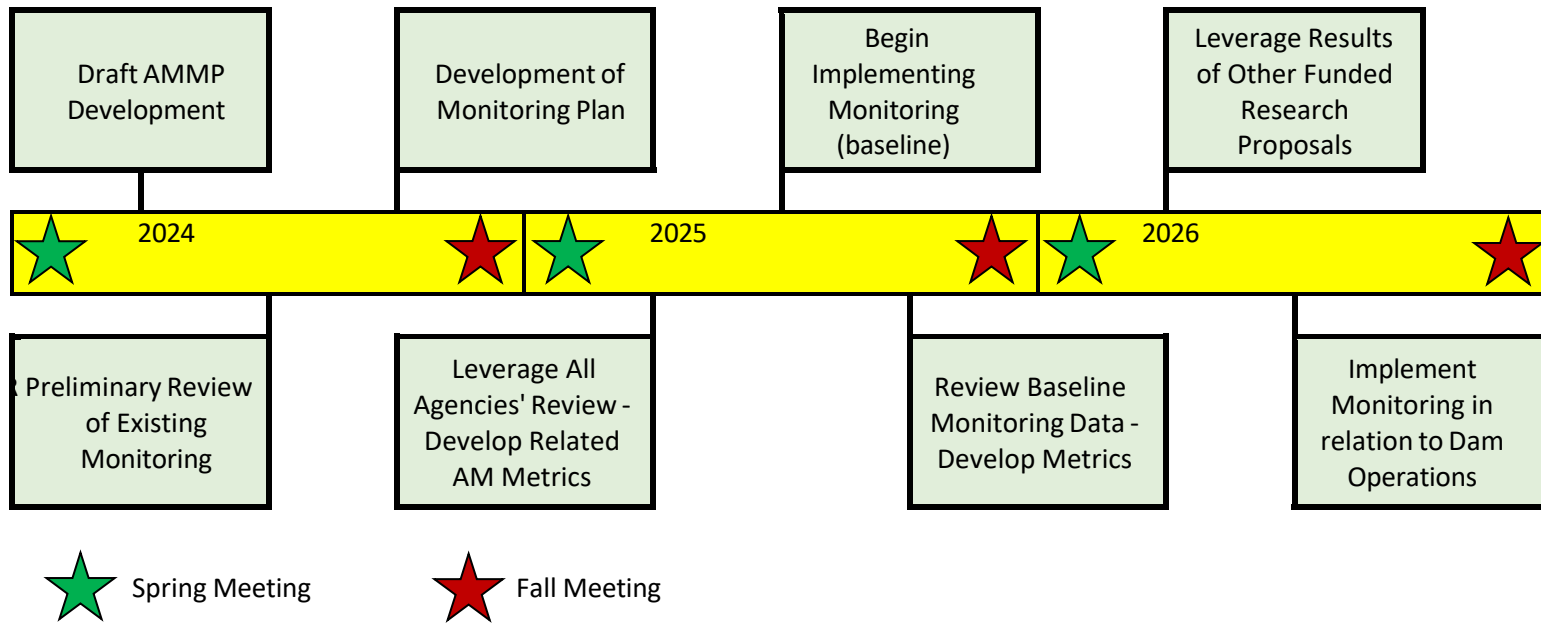 Draft AMMP
Development
Development of
Monitoring Plan
Begin
Implementing
Monitoring
(baseline)
Leverage Results
of Other Funded
Research
Proposals
2024
2025
2026
Preliminary Review
of Existing
Monitoring
Leverage All
Agencies' Review -
Develop Related
AM Metrics
Review Baseline
Monitoring Data -
Develop Metrics
Implement
Monitoring in
relation to Dam
Operations
Spring Meeting
Fall Meeting